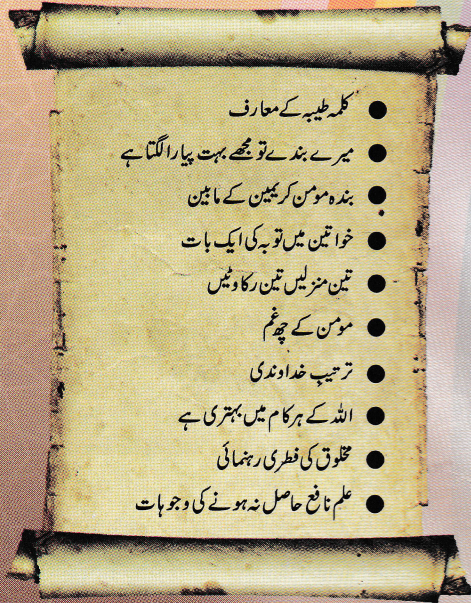 کلمہ طیبہ کے معارف
میرے بندے تو مجھے بہت پیارا لگتا ہے
بندہ مومن کریمین کے مابین
خواتین میں توبہ کی ایک بات
تین منزلیں تین رکاوٹیں
مومن کے چھ غم
ترتیبِ خداوندی
اللہ کے ہر کام میں بہتری ہے
مخلوق کی فطری رہنمائی
علم نافع حاصل نہ ہونے کی وجوہات